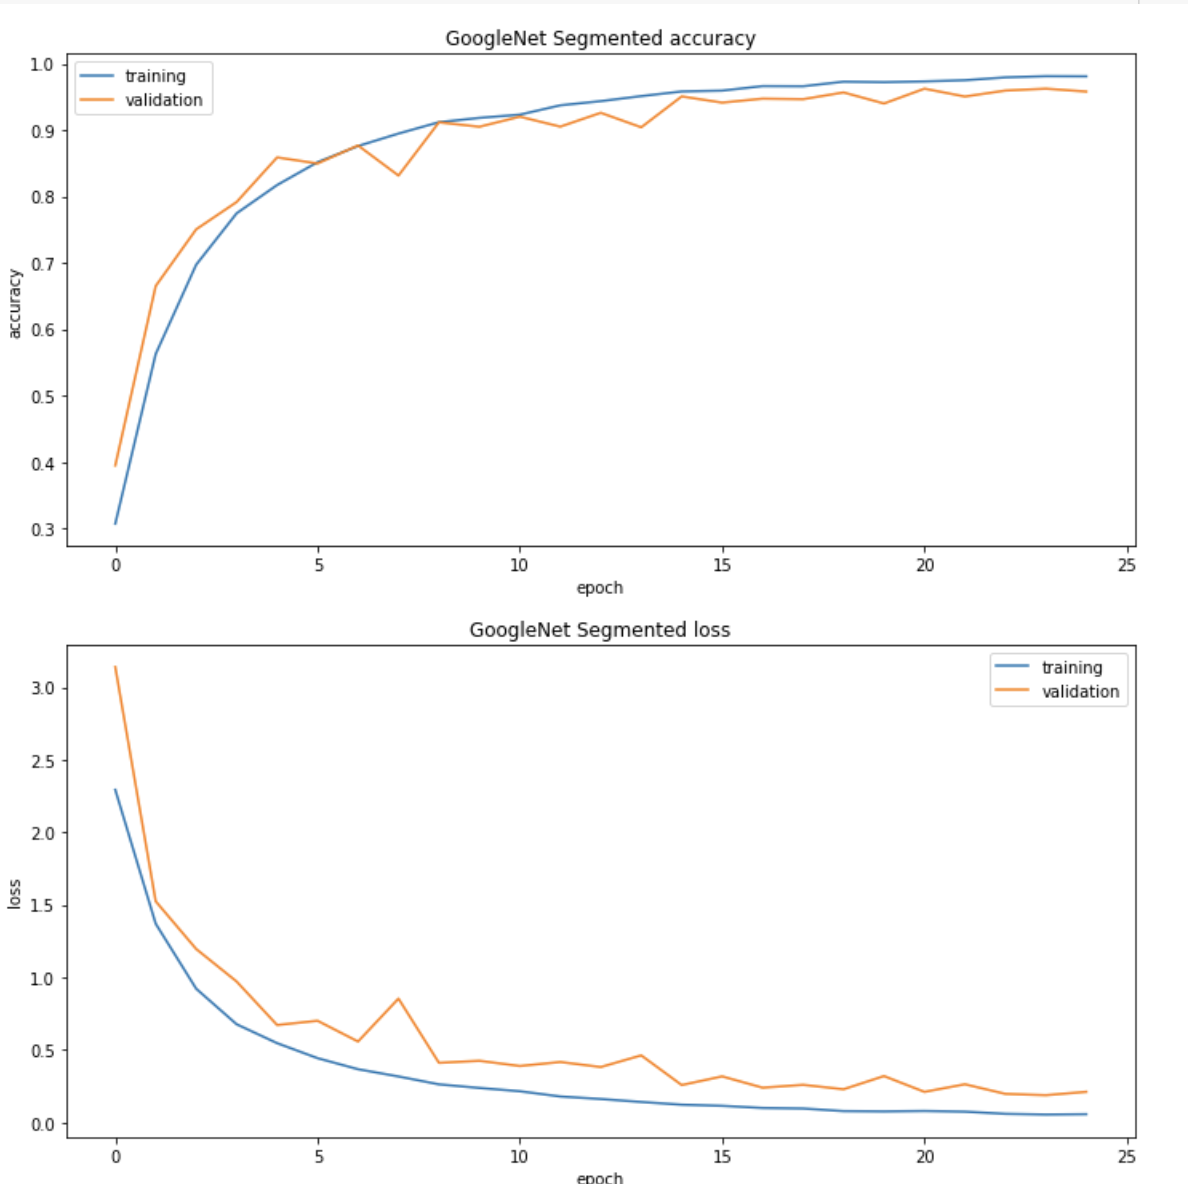 GoogleNet Segmented accuracy
training
validation
1.0
0.9
0.8
0.7
0.6
0.5
0.4
0.3
accuracy
0 5 10 15 20 25
epoch
GoogleNet Segmented loss
training
validation
3.0
2.5
2.0
1.5
1.0
0.5
0.0
loss
0 5 10 15 20 25
epoch